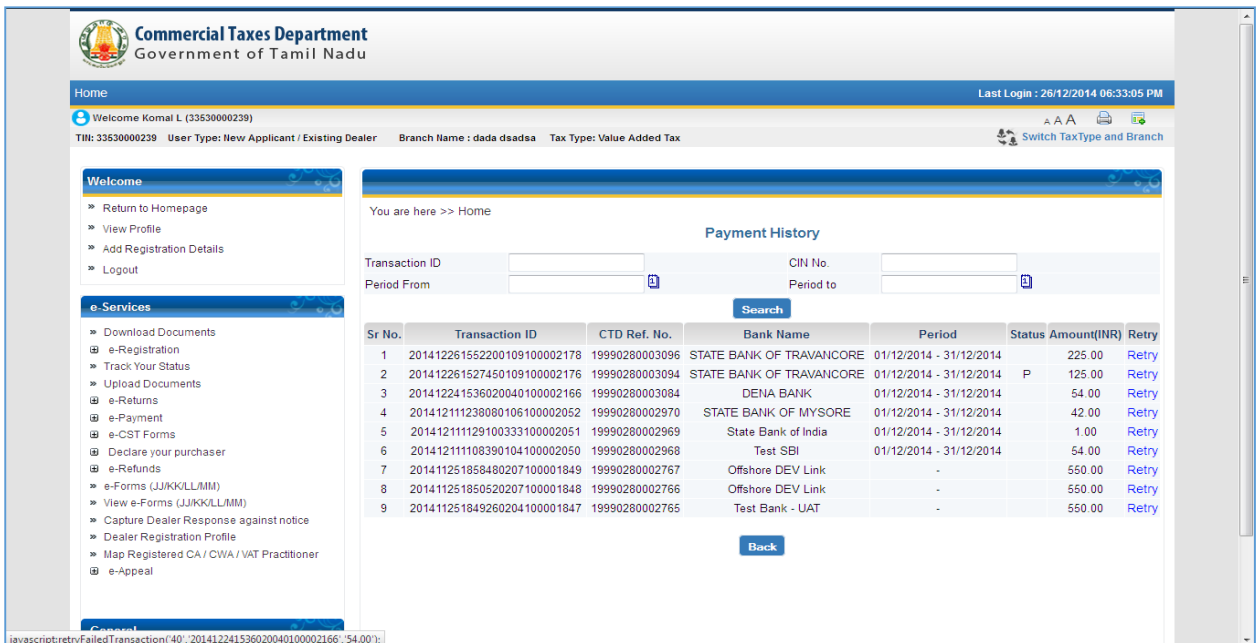 Commercial Taxes Department
Government of Tamil Nadu
Home Last Login : 26/12/2014 06:33:05 PM
Welcome Komal L (33530000239) A A A
TIN: 33530000239 User Type: New Applicant / Existing Dealer Branch Name : dada dsadsa Tax Type: Value Added Tax Switch TaxType and Branch
Welcome
Return to Homepage
View Profile
Add Registration Details
Logout
e-Services
Download Documents
e-Registration
Track Your Status
Upload Documents
e-Returns
e-Payment
e-CST Forms
Declare your purchaser
e-Refunds
e-Forms (JJ/KK/LL/MM)
View e-Forms (JJ/KK/LL/MM)
Capture Dealer Response against notice
Dealer Registration Profile
Map Registered CA / CWA / VAT Practitioner
e-Appeal
General
You are here >> Home
Payment History
Transaction ID CIN No.
Period From Period to
Search
Sr No. Transaction ID CTD Ref. No. Bank Name Period Status Amount(INR) Retry
1 201412261552200109100002178 19990280003096 STATE BANK OF TRAVANCORE 01/12/2014 - 31/12/2014 225.00 Retry
2 201412261527450109100002176 19990280003094 STATE BANK OF TRAVANCORE 01/12/2014 - 31/12/2014 P 125.00 Retry
3 201412241536020040100002166 19990280003084 DENA BANK 01/12/2014 - 31/12/2014 54.00 Retry
4 201412111238080106100002052 19990280002970 STATE BANK OF MYSORE 01/12/2014 - 31/12/2014 42.00 Retry
5 201412111129100333100002051 19990280002969 State Bank of India 01/12/2014 - 31/12/2014 1.00 Retry
6 201412111108390104100002050 19990280002968 Test SBI 01/12/2014 - 31/12/2014 54.00 Retry
7 201411251858480207100001849 19990280002767 Offshore DEV Link - 550.00 Retry
8 201411251850520207100001848 19990280002766 Offshore DEV Link - 550.00 Retry
9 201411251849260204100001847 19990280002765 Test Bank - UAT - 550.00 Retry
Back
javascript:retryFailedTransaction('40','201412241536020040100002166','54.00');